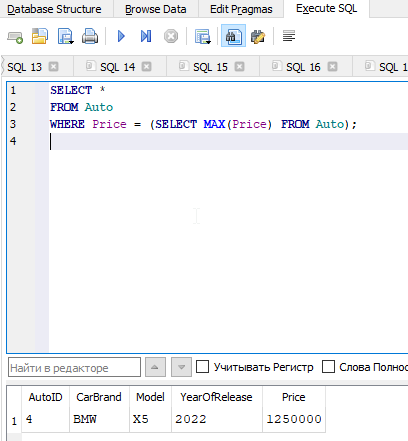 Database Structure Browse Data Edit Pragmas Execute SQL
SQL 13 SQL 14 SQL 15 SQL 16 SQL 1
1 SELECT *
2 FROM Auto
3 WHERE Price = (SELECT MAX(Price) FROM Auto);
4
Найти в редакторе Учитывать Регистр Слова Полнос
AutoID CarBrand Model YearOfRelease Price
1 4 BMW X5 2022 1250000